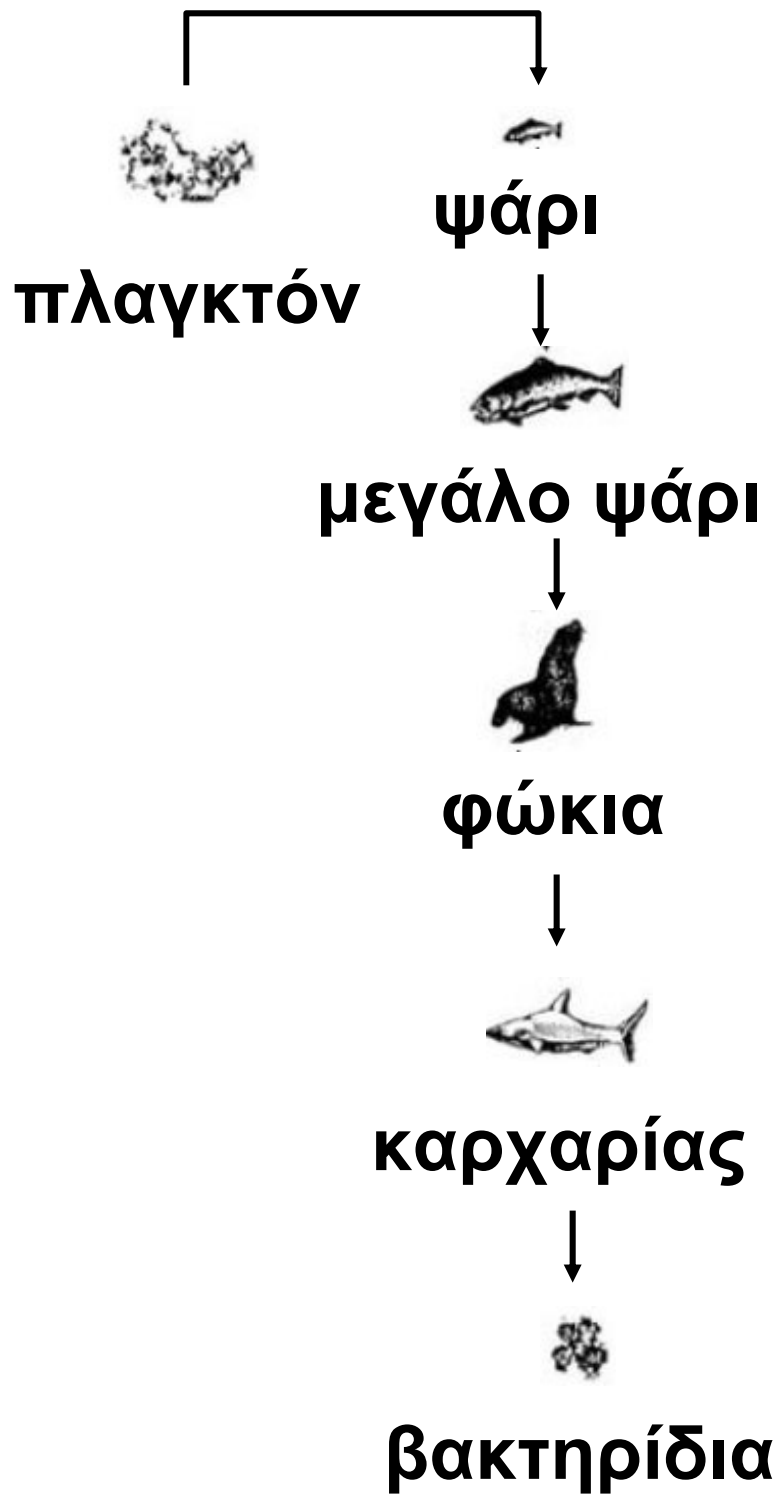 πλαγκτόν
ψάρι
μεγάλο ψάρι
φώκια
καρχαρίας
βακτηρίδια